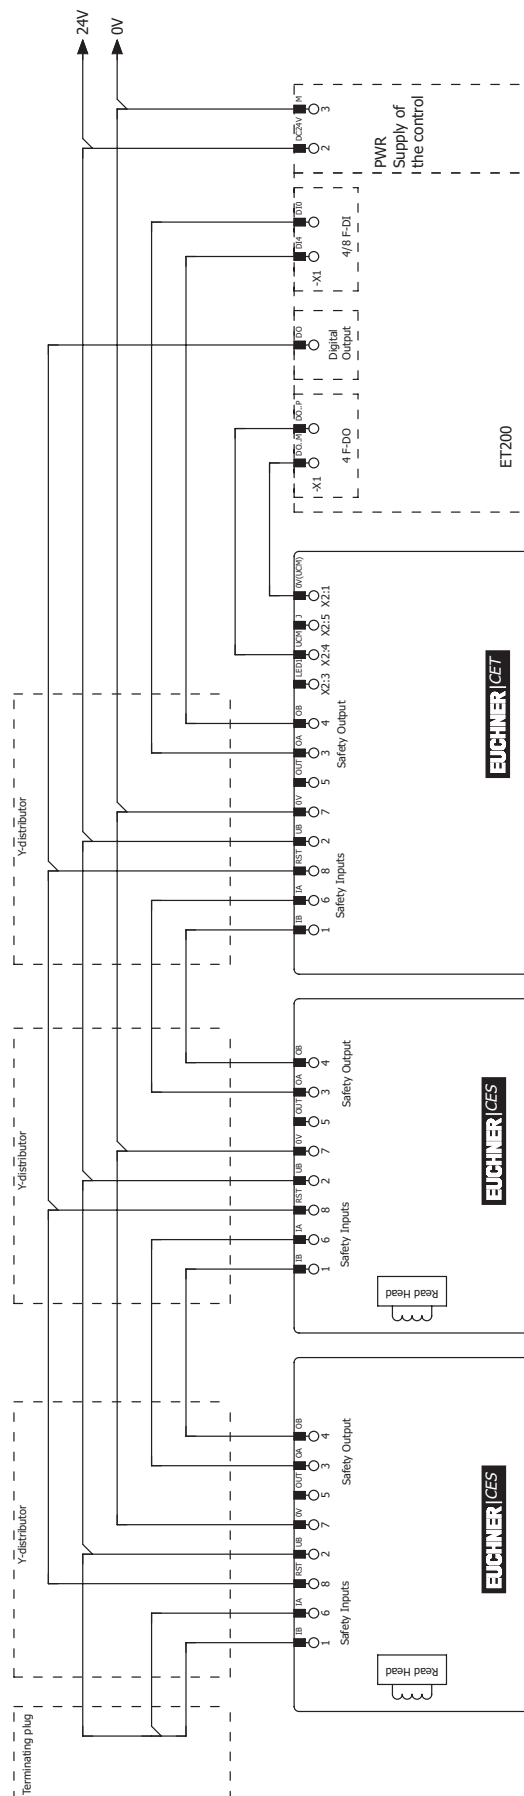 24V
0V
M
3
DC24V
2
PWR
Supply of
the control
DI0
DI4
-X1
4/8 F-DI
DO
Digital
Output
DO..P
DO..M
-X1
4 F-DO
ET200
0V(UCM)
X2:1
J
X2:5
UCM
X2:4
LED1
X2:3
OB
4
OA
3
Safety Output
OUT
5
0V
7
UB
2
RST
8
IA
6
IB
1
Safety Inputs
Y-distributor
EUCHNER|CET
OB
4
OA
3
Safety Output
OUT
5
0V
7
UB
2
RST
8
IA
6
IB
1
Safety Inputs
Y-distributor
EUCHNER|CES
Read Head
OB
4
OA
3
Safety Output
OUT
5
0V
7
UB
2
RST
8
IA
6
IB
1
Safety Inputs
Y-distributor
EUCHNER|CES
Read Head
Terminating plug